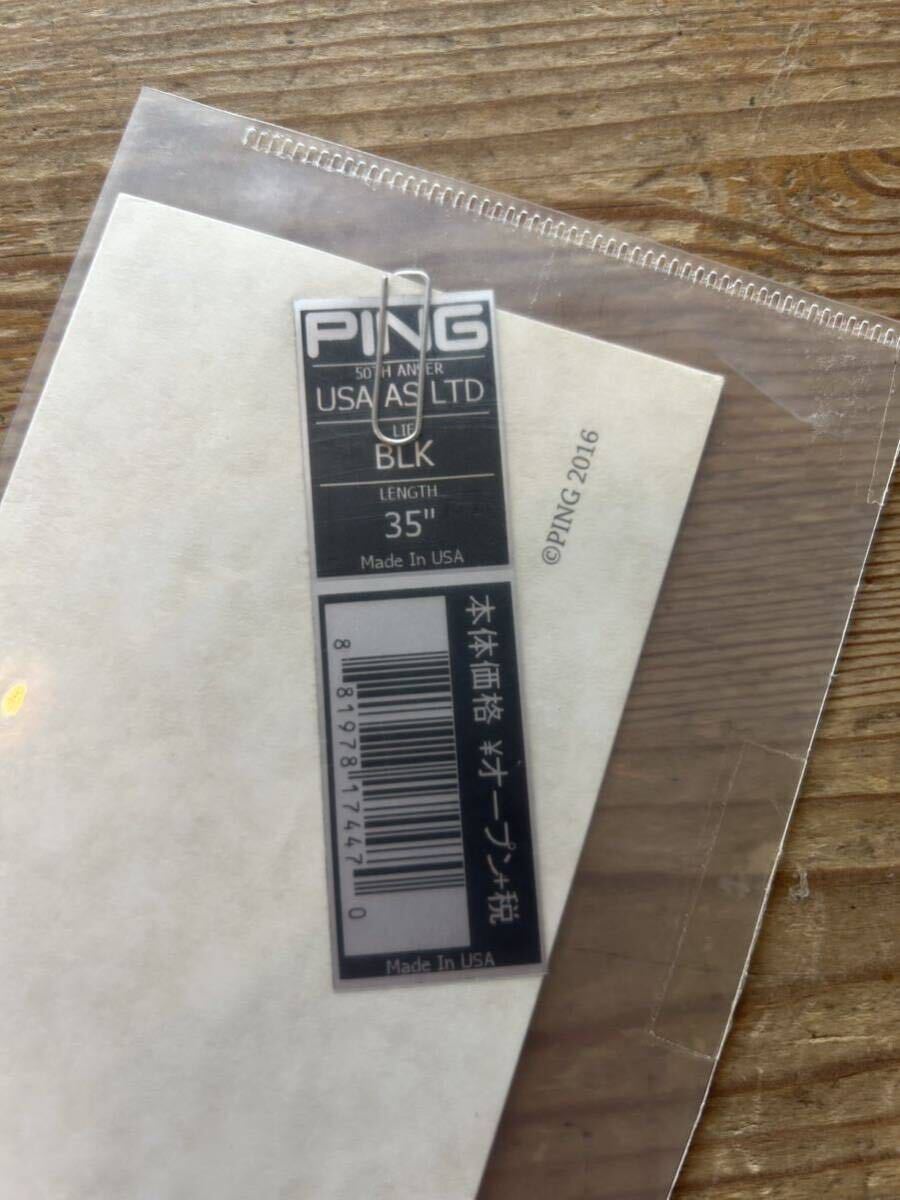 PING
50TH ANSER
USA AS LTD
LIE
BLK
LENGTH
35"
Made In USA
©PING 2016
本体価格 ¥オープン+税
8 81978 17447 0
Made In USA